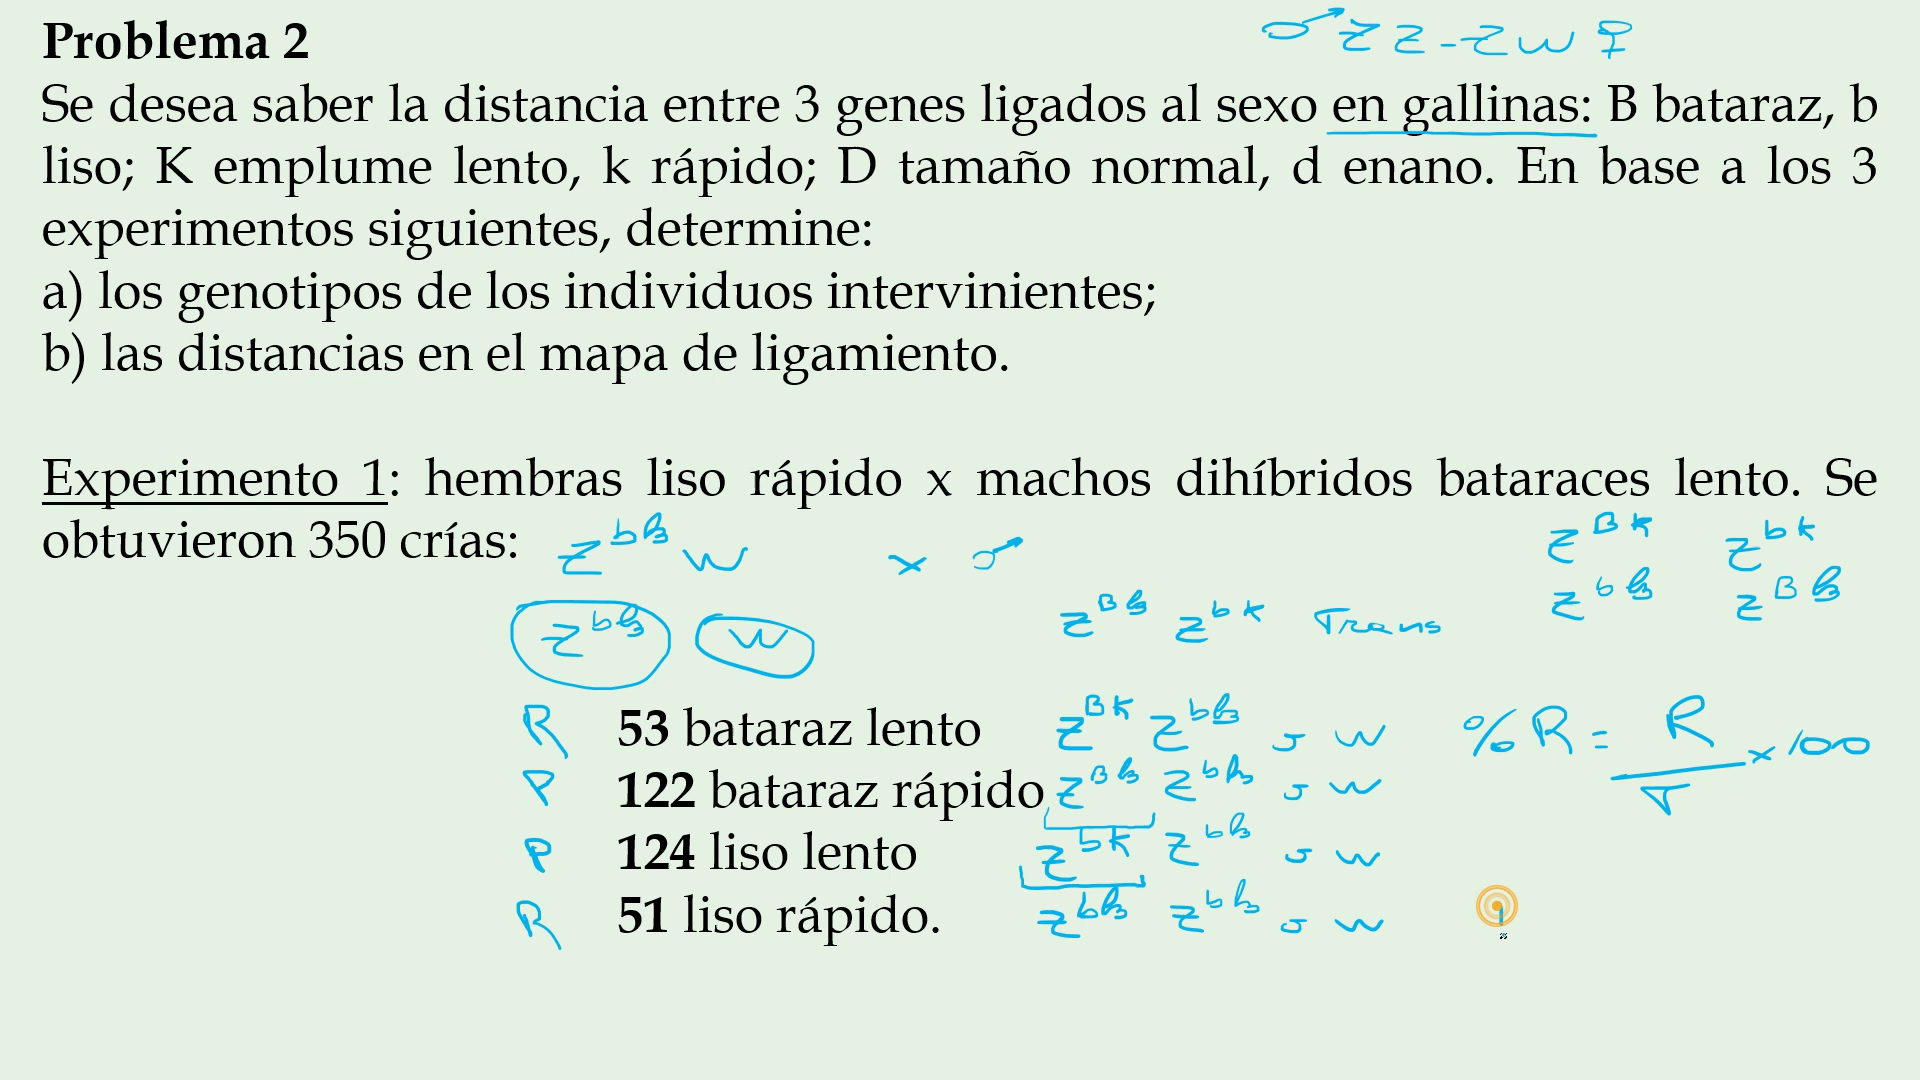 Problema 2
♂ Z Z - Z W ♀
Se desea saber la distancia entre 3 genes ligados al sexo en gallinas: B bataraz, b
liso; K emplume lento, k rápido; D tamaño normal, d enano. En base a los 3
experimentos siguientes, determine:
a) los genotipos de los individuos intervinientes;
b) las distancias en el mapa de ligamiento.
Experimento 1: hembras liso rápido x machos dihíbridos bataraces lento. Se
obtuvieron 350 crías:
Z^bk W x ♂ Z^BK Z^bK
Z^bk Z^Bk
Z^bk W Z^Bk Z^bK Trans
R 53 bataraz lento Z^BK Z^bk o W %R = R/T x 100
P 122 bataraz rápido Z^Bk Z^bk o W
P 124 liso lento Z^bK Z^bk o W
R 51 liso rápido. Z^bk Z^bk o W